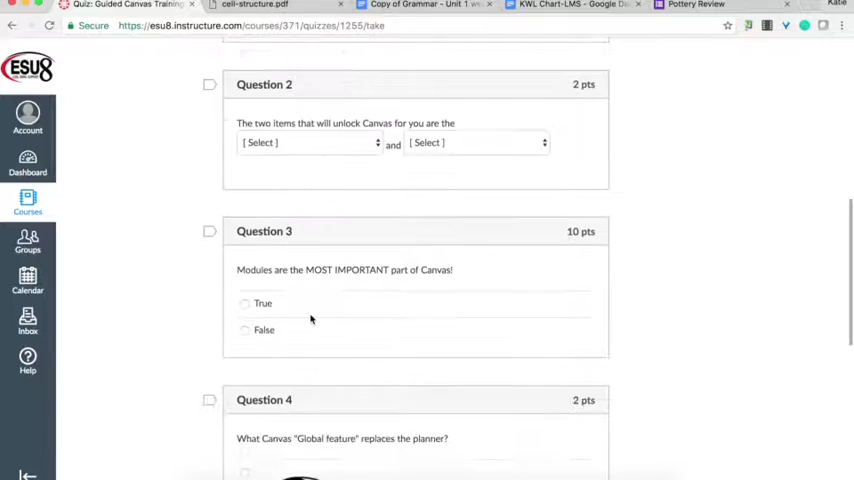 Quiz: Guided Canvas Training
cell-structure.pdf
Copy of Grammar - Unit 1
KWL Chart-LMS - Google
Pottery Review
Katie
Secure
https://esu8.instructure.com/courses/371/quizzes/1255/take
ESU8
Account
Dashboard
Courses
Groups
Calendar
Inbox
Help
Question 2
2 pts
The two items that will unlock Canvas for you are the
[ Select ]
and
[ Select ]
Question 3
10 pts
Modules are the MOST IMPORTANT part of Canvas!
True
False
Question 4
2 pts
What Canvas "Global feature" replaces the planner?